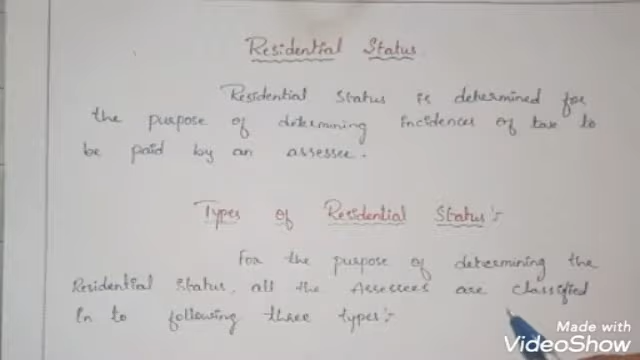 Residential Status
Residential Status is determined for
the purpose of determining incidences of tax to
be paid by an assessee.
Types of Residential Status:-
For the purpose of determining the
Residential Status, all the Assessees are classified
In to following three types:-
Made with
VideoShow